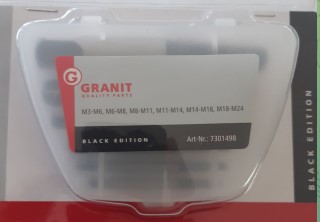 G GRANIT
QUALITY PARTS
M3-M6, M6-M8, M8-M11, M11-M14, M14-M18, M18-M24
BLACK EDITION Art-Nr.: 7301498
BLACK EDITION